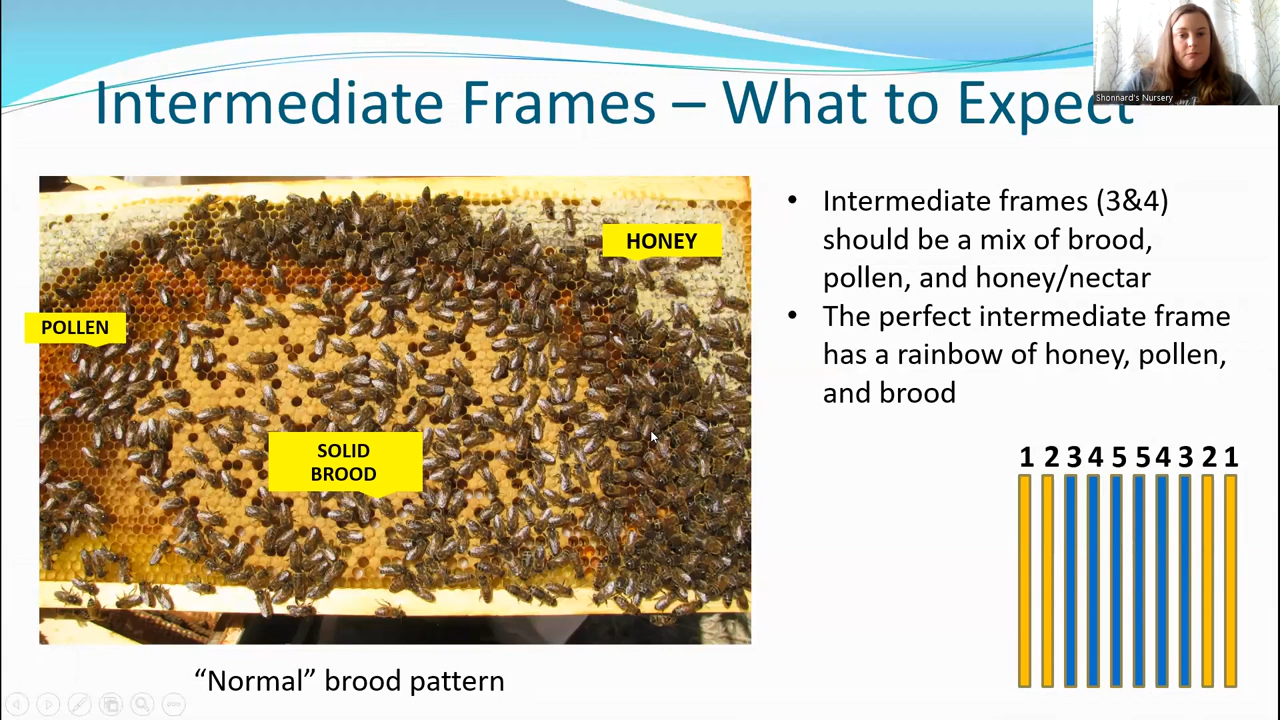 Intermediate Frames – What to Expect
Shonnard's Nursery
HONEY
POLLEN
SOLID
BROOD
“Normal” brood pattern
• Intermediate frames (3&4)
should be a mix of brood,
pollen, and honey/nectar
• The perfect intermediate frame
has a rainbow of honey, pollen,
and brood
1 2 3 4 5 5 4 3 2 1